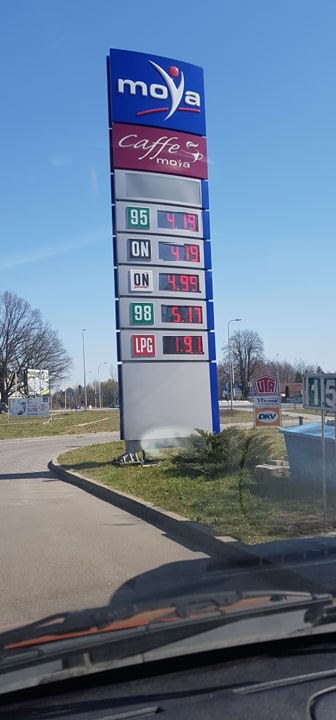 moya
Caffe
moya
95 4.19
ON 4.19
ON 4.99
98 5.17
LPG 1.91
UTA
DKV